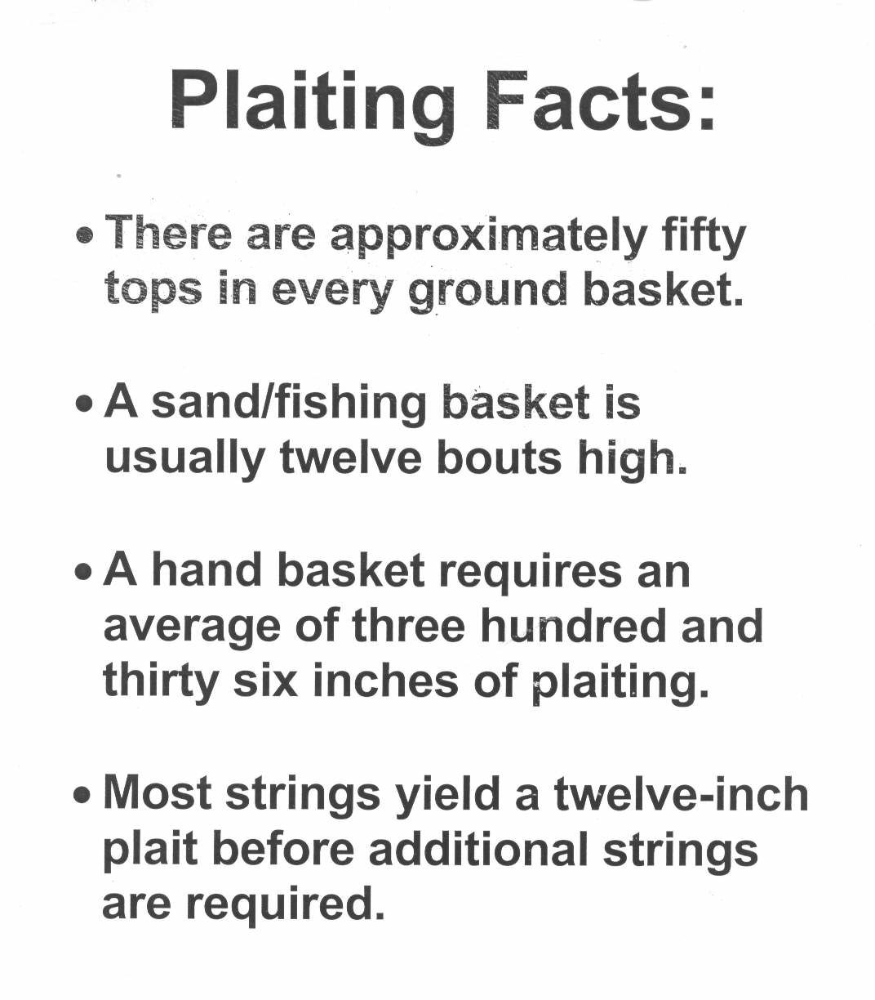 Plaiting Facts:
• There are approximately fifty
tops in every ground basket.
• A sand/fishing basket is
usually twelve bouts high.
• A hand basket requires an
average of three hundred and
thirty six inches of plaiting.
• Most strings yield a twelve-inch
plait before additional strings
are required.